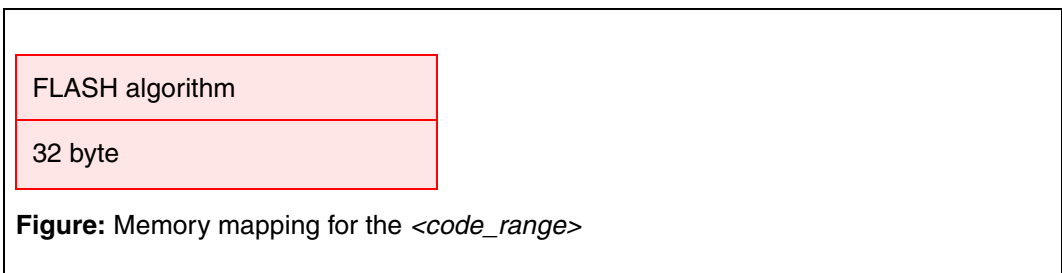 FLASH algorithm
32 byte
Figure: Memory mapping for the <code_range>